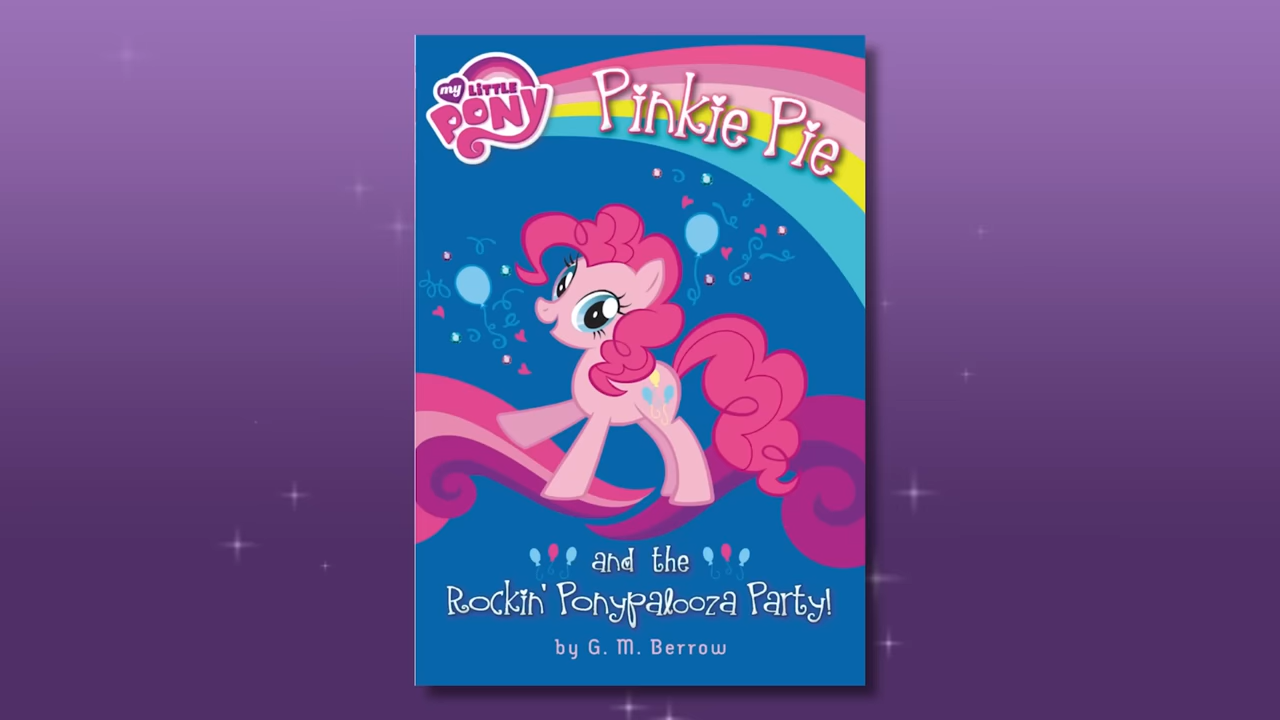 my LITTLE
PONY
Pinkie Pie
and the
Rockin' Ponypalooza Party!
by G. M. Berrow